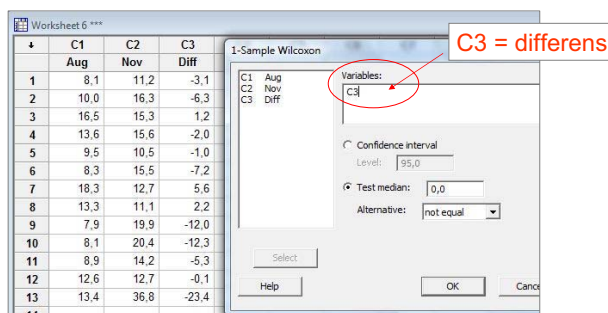 Worksheet 6 ***
↓ C1 C2 C3
Aug Nov Diff
1 8,1 11,2 -3,1
2 10,0 16,3 -6,3
3 16,5 15,3 1,2
4 13,6 15,6 -2,0
5 9,5 10,5 -1,0
6 8,3 15,5 -7,2
7 18,3 12,7 5,6
8 13,3 11,1 2,2
9 7,9 19,9 -12,0
10 8,1 20,4 -12,3
11 8,9 14,2 -5,3
12 12,6 12,7 -0,1
13 13,4 36,8 -23,4
1-Sample Wilcoxon
C3 = differens
C1 Aug
C2 Nov
C3 Diff
Variables:
C3
Confidence interval
Level: 95,0
Test median: 0,0
Alternative: not equal
Select
Help OK Cance